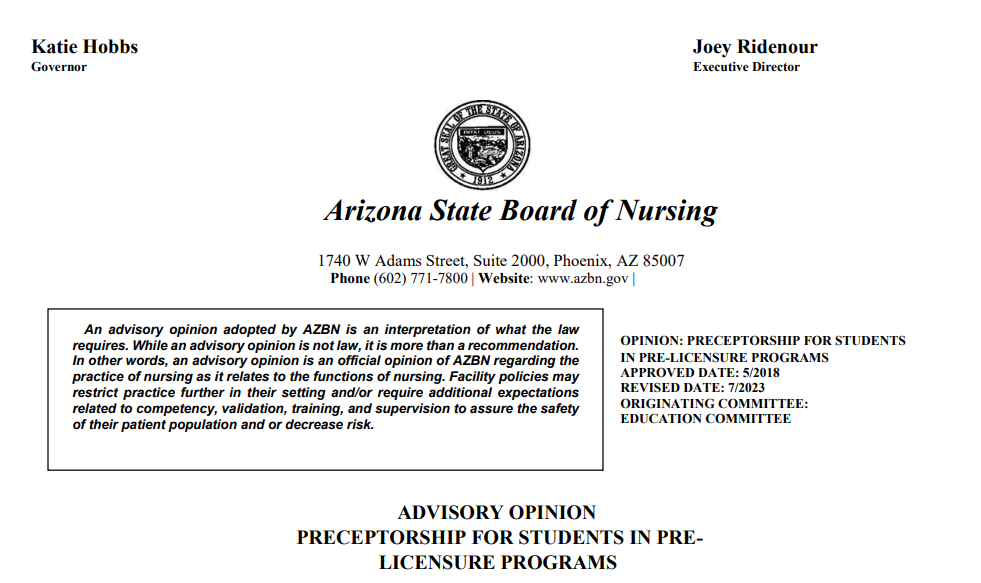 Katie Hobbs
Governor
Joey Ridenour
Executive Director
GREAT SEAL OF THE STATE OF ARIZONA
DITAT DEUS
1912
Arizona State Board of Nursing
1740 W Adams Street, Suite 2000, Phoenix, AZ 85007
Phone (602) 771-7800 | Website: www.azbn.gov |
An advisory opinion adopted by AZBN is an interpretation of what the law
requires. While an advisory opinion is not law, it is more than a recommendation.
In other words, an advisory opinion is an official opinion of AZBN regarding the
practice of nursing as it relates to the functions of nursing. Facility policies may
restrict practice further in their setting and/or require additional expectations
related to competency, validation, training, and supervision to assure the safety
of their patient population and or decrease risk.
OPINION: PRECEPTORSHIP FOR STUDENTS
IN PRE-LICENSURE PROGRAMS
APPROVED DATE: 5/2018
REVISED DATE: 7/2023
ORIGINATING COMMITTEE:
EDUCATION COMMITTEE
ADVISORY OPINION
PRECEPTORSHIP FOR STUDENTS IN PRE-
LICENSURE PROGRAMS